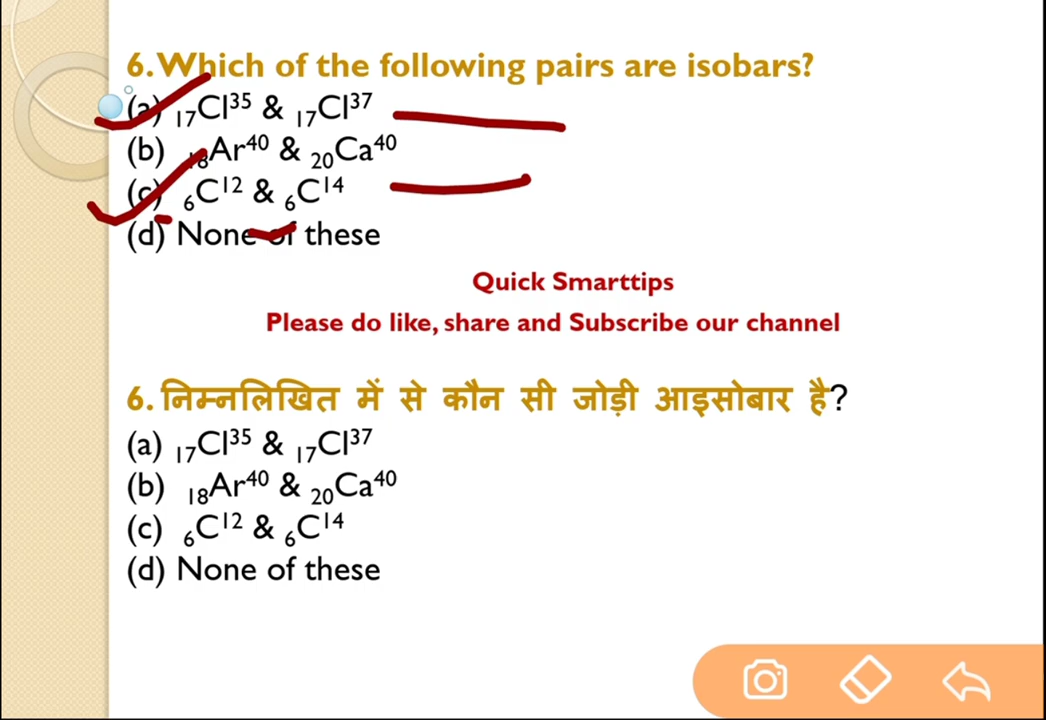 6. Which of the following pairs are isobars?
(a) ₁₇Cl³⁵ & ₁₇Cl³⁷
(b) ₁₈Ar⁴⁰ & ₂₀Ca⁴⁰
(c) ₆C¹² & ₆C¹⁴
(d) None of these
Quick Smarttips
Please do like, share and Subscribe our channel
6. निम्नलिखित में से कौन सी जोड़ी आइसोबार है?
(a) ₁₇Cl³⁵ & ₁₇Cl³⁷
(b) ₁₈Ar⁴⁰ & ₂₀Ca⁴⁰
(c) ₆C¹² & ₆C¹⁴
(d) None of these